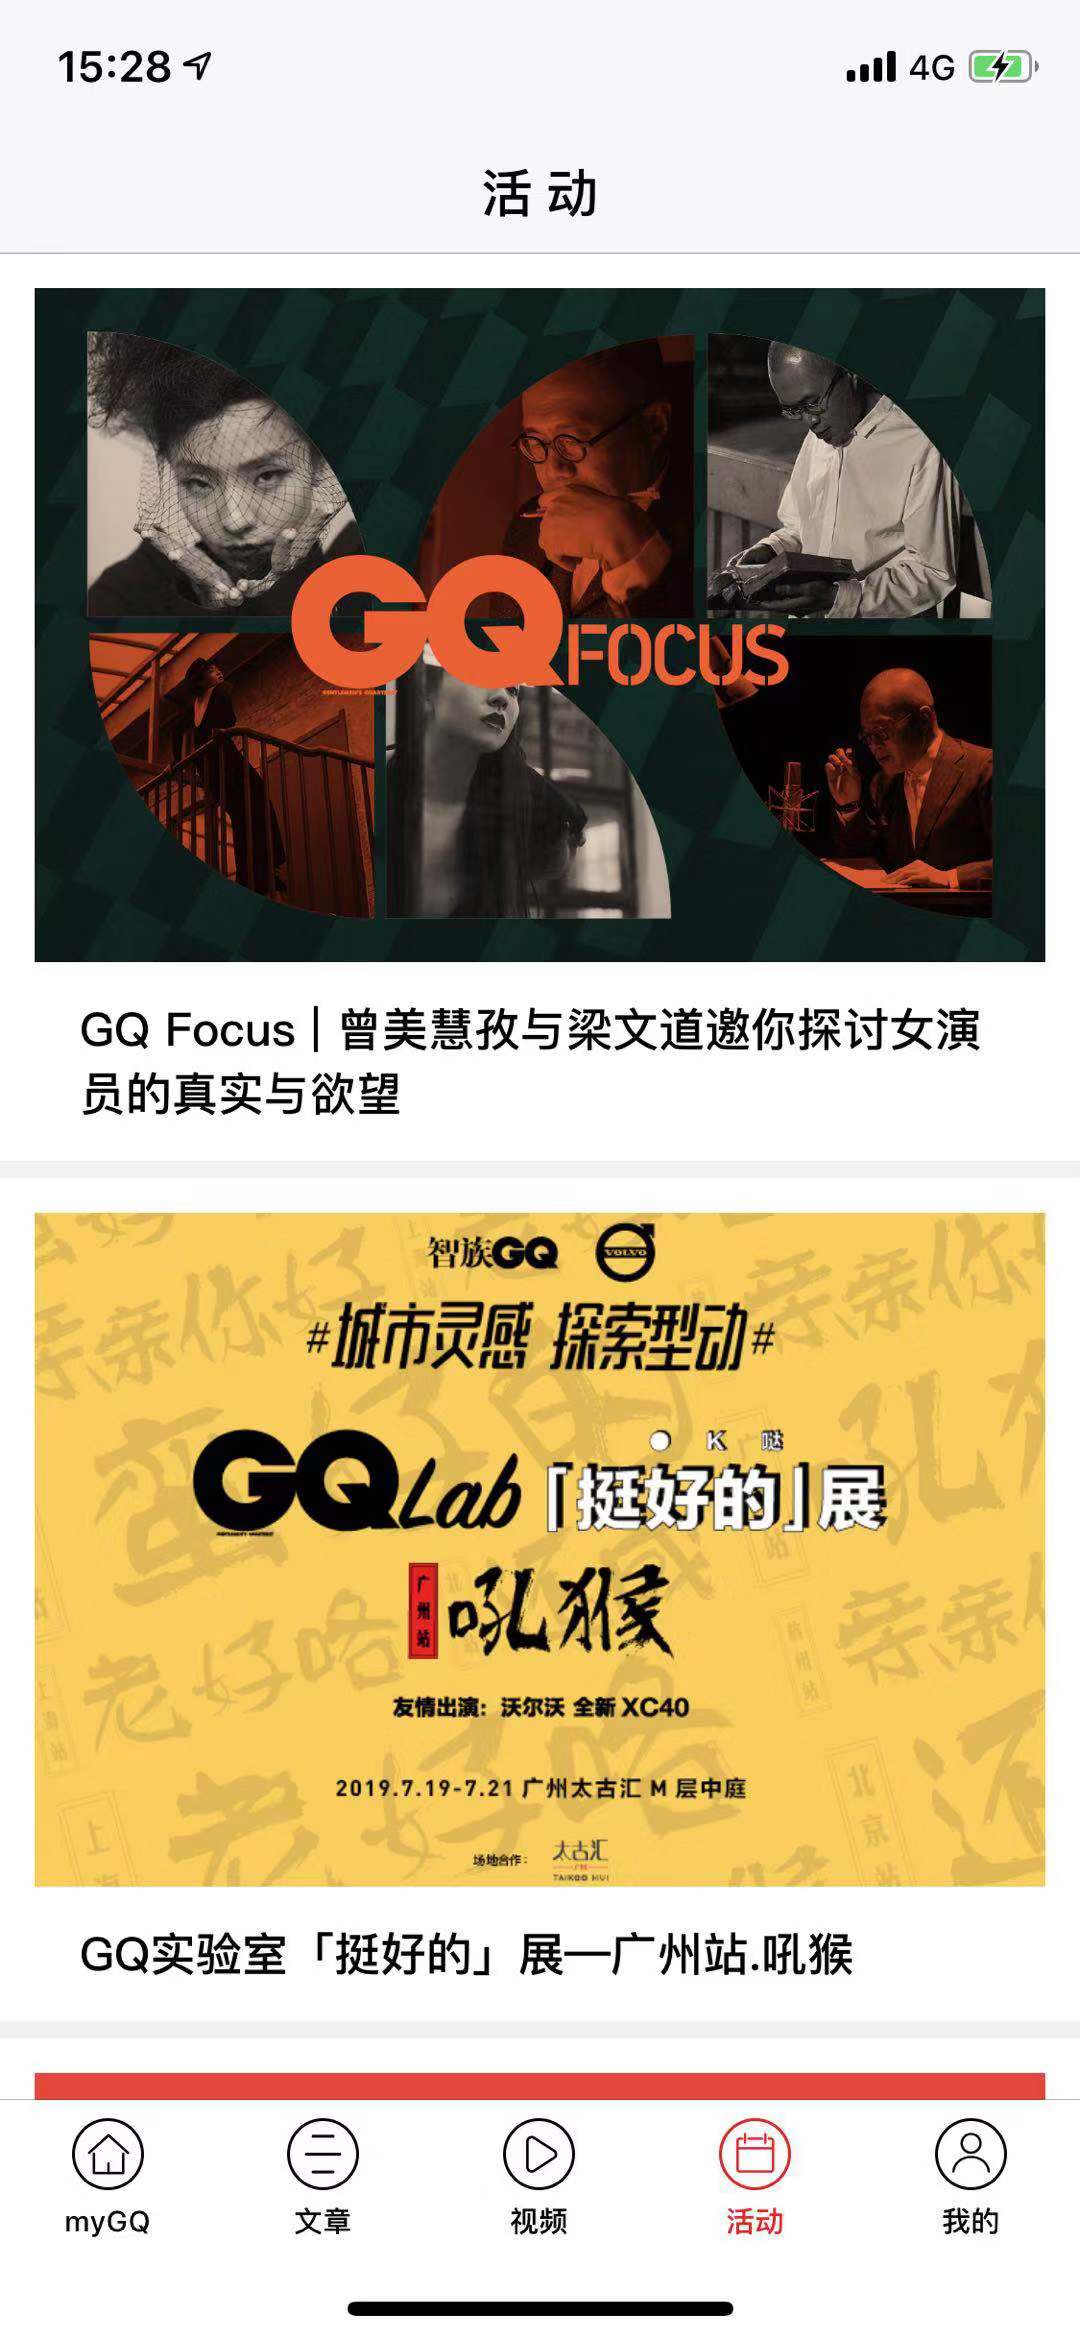 15:28
4G
活动
GQ FOCUS
GQ Focus | 曾美慧孜与梁文道邀你探讨女演
员的真实与欲望
智族GQ VOLVO
#城市灵感 探索型动#
O K 哒
GQ Lab「挺好的」展
广州站 吼猴
友情出演：沃尔沃 全新 XC40
2019.7.19-7.21 广州太古汇 M 层中庭
场地合作： 太古汇
TAIKOO HUI
GQ实验室「挺好的」展—广州站.吼猴
myGQ 文章 视频 活动 我的